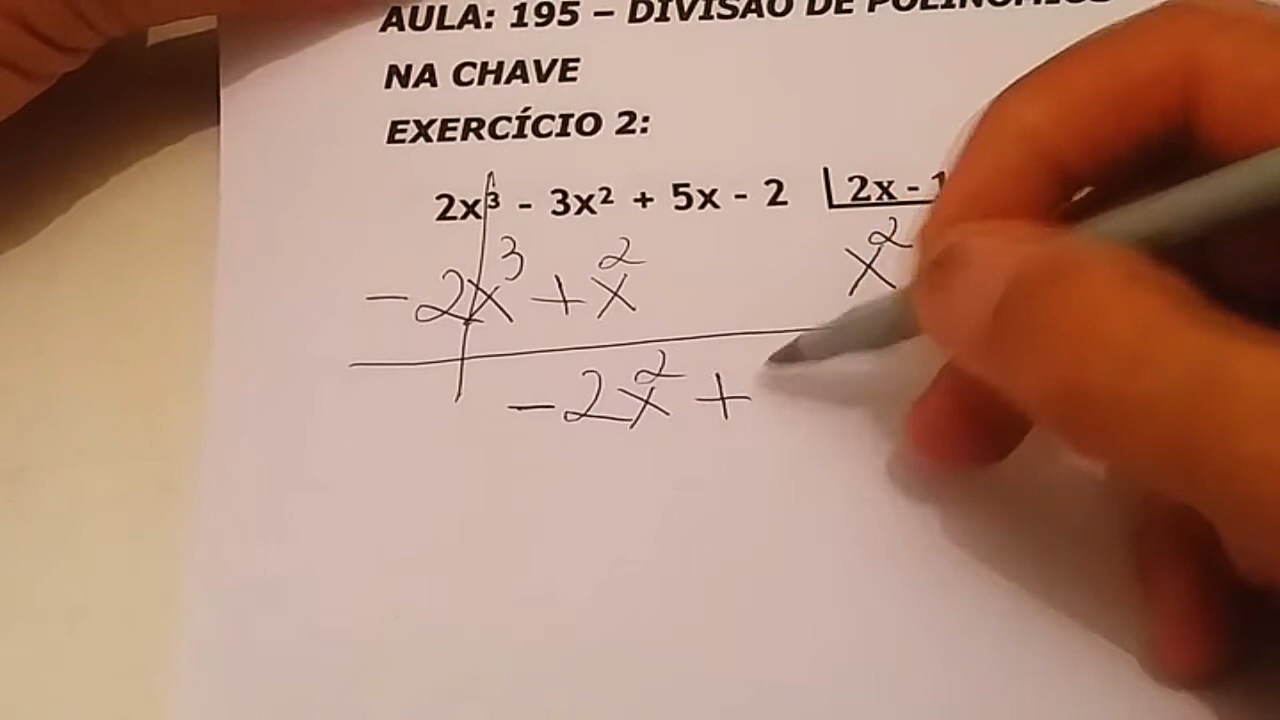 AULA: 195 – DIVISÃO DE POLINÔMIOS
NA CHAVE
EXERCÍCIO 2:
2x³ - 3x² + 5x - 2 2x - 1
-2x³ + x² x²
-2x² +